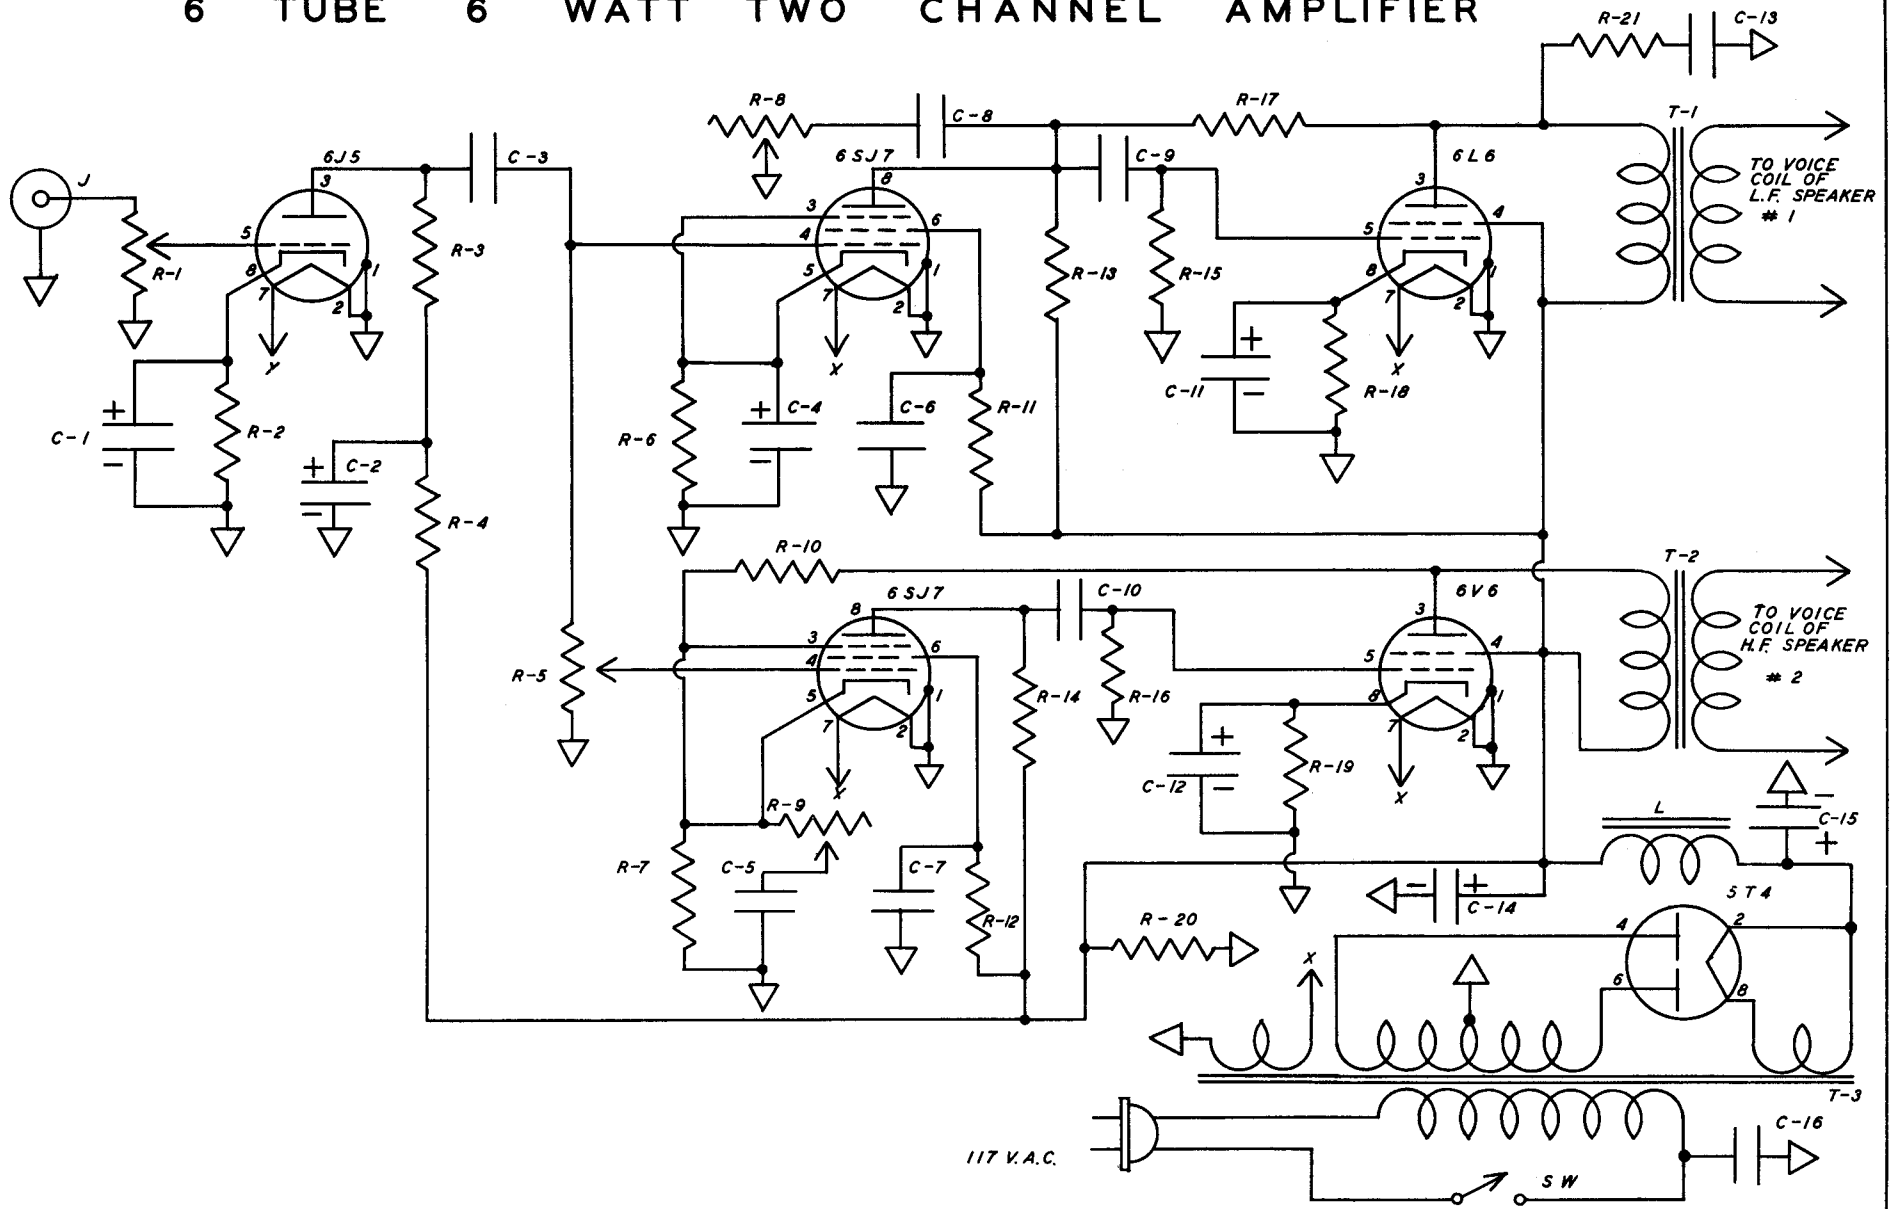 6 TUBE 6 WATT TWO CHANNEL AMPLIFIER
R-21 C-13
R-8 C-8 R-17 T-1
J 6J5 C-3 6SJ7 C-9 6L6
3 8 3
TO VOICE
COIL OF
L.F. SPEAKER
# 1
5 R-1 8 7 2 1 R-3
3 4 5 7 2 1 6 R-13 R-15
5 8 7 2 1 4
Y X X
C-1 + - R-2
+ - C-2
R-6 + - C-4 C-6 R-11
C-11 + - R-18
R-4
R-10 T-2
6SJ7 C-10 6V6
8 3
TO VOICE
COIL OF
H.F. SPEAKER
# 2
R-5 3 4 5 7 2 1 6 R-14 R-16
5 8 7 2 1 4
X X
C-12 + - R-19
R-9
R-7 C-5 C-7 R-12
L - C-15 +
- + C-14 5T4
R-20 4 2
X 6 8
T-3
C-16
117 V.A.C.
SW